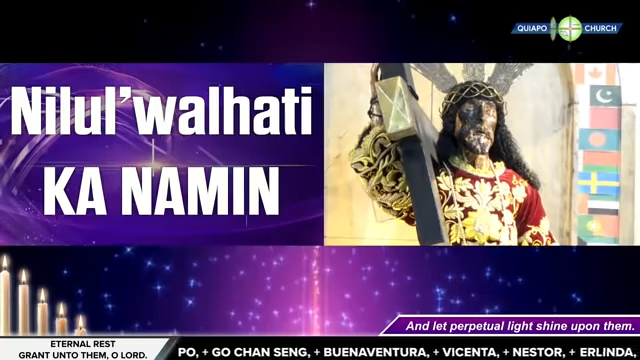 QUIAPO CHURCH
Nilul'walhati
KA NAMIN
And let perpetual light shine upon them.
ETERNAL REST
GRANT UNTO THEM, O LORD.
PO, + GO CHAN SENG, + BUENAVENTURA, + VICENTA, + NESTOR, + ERLINDA,